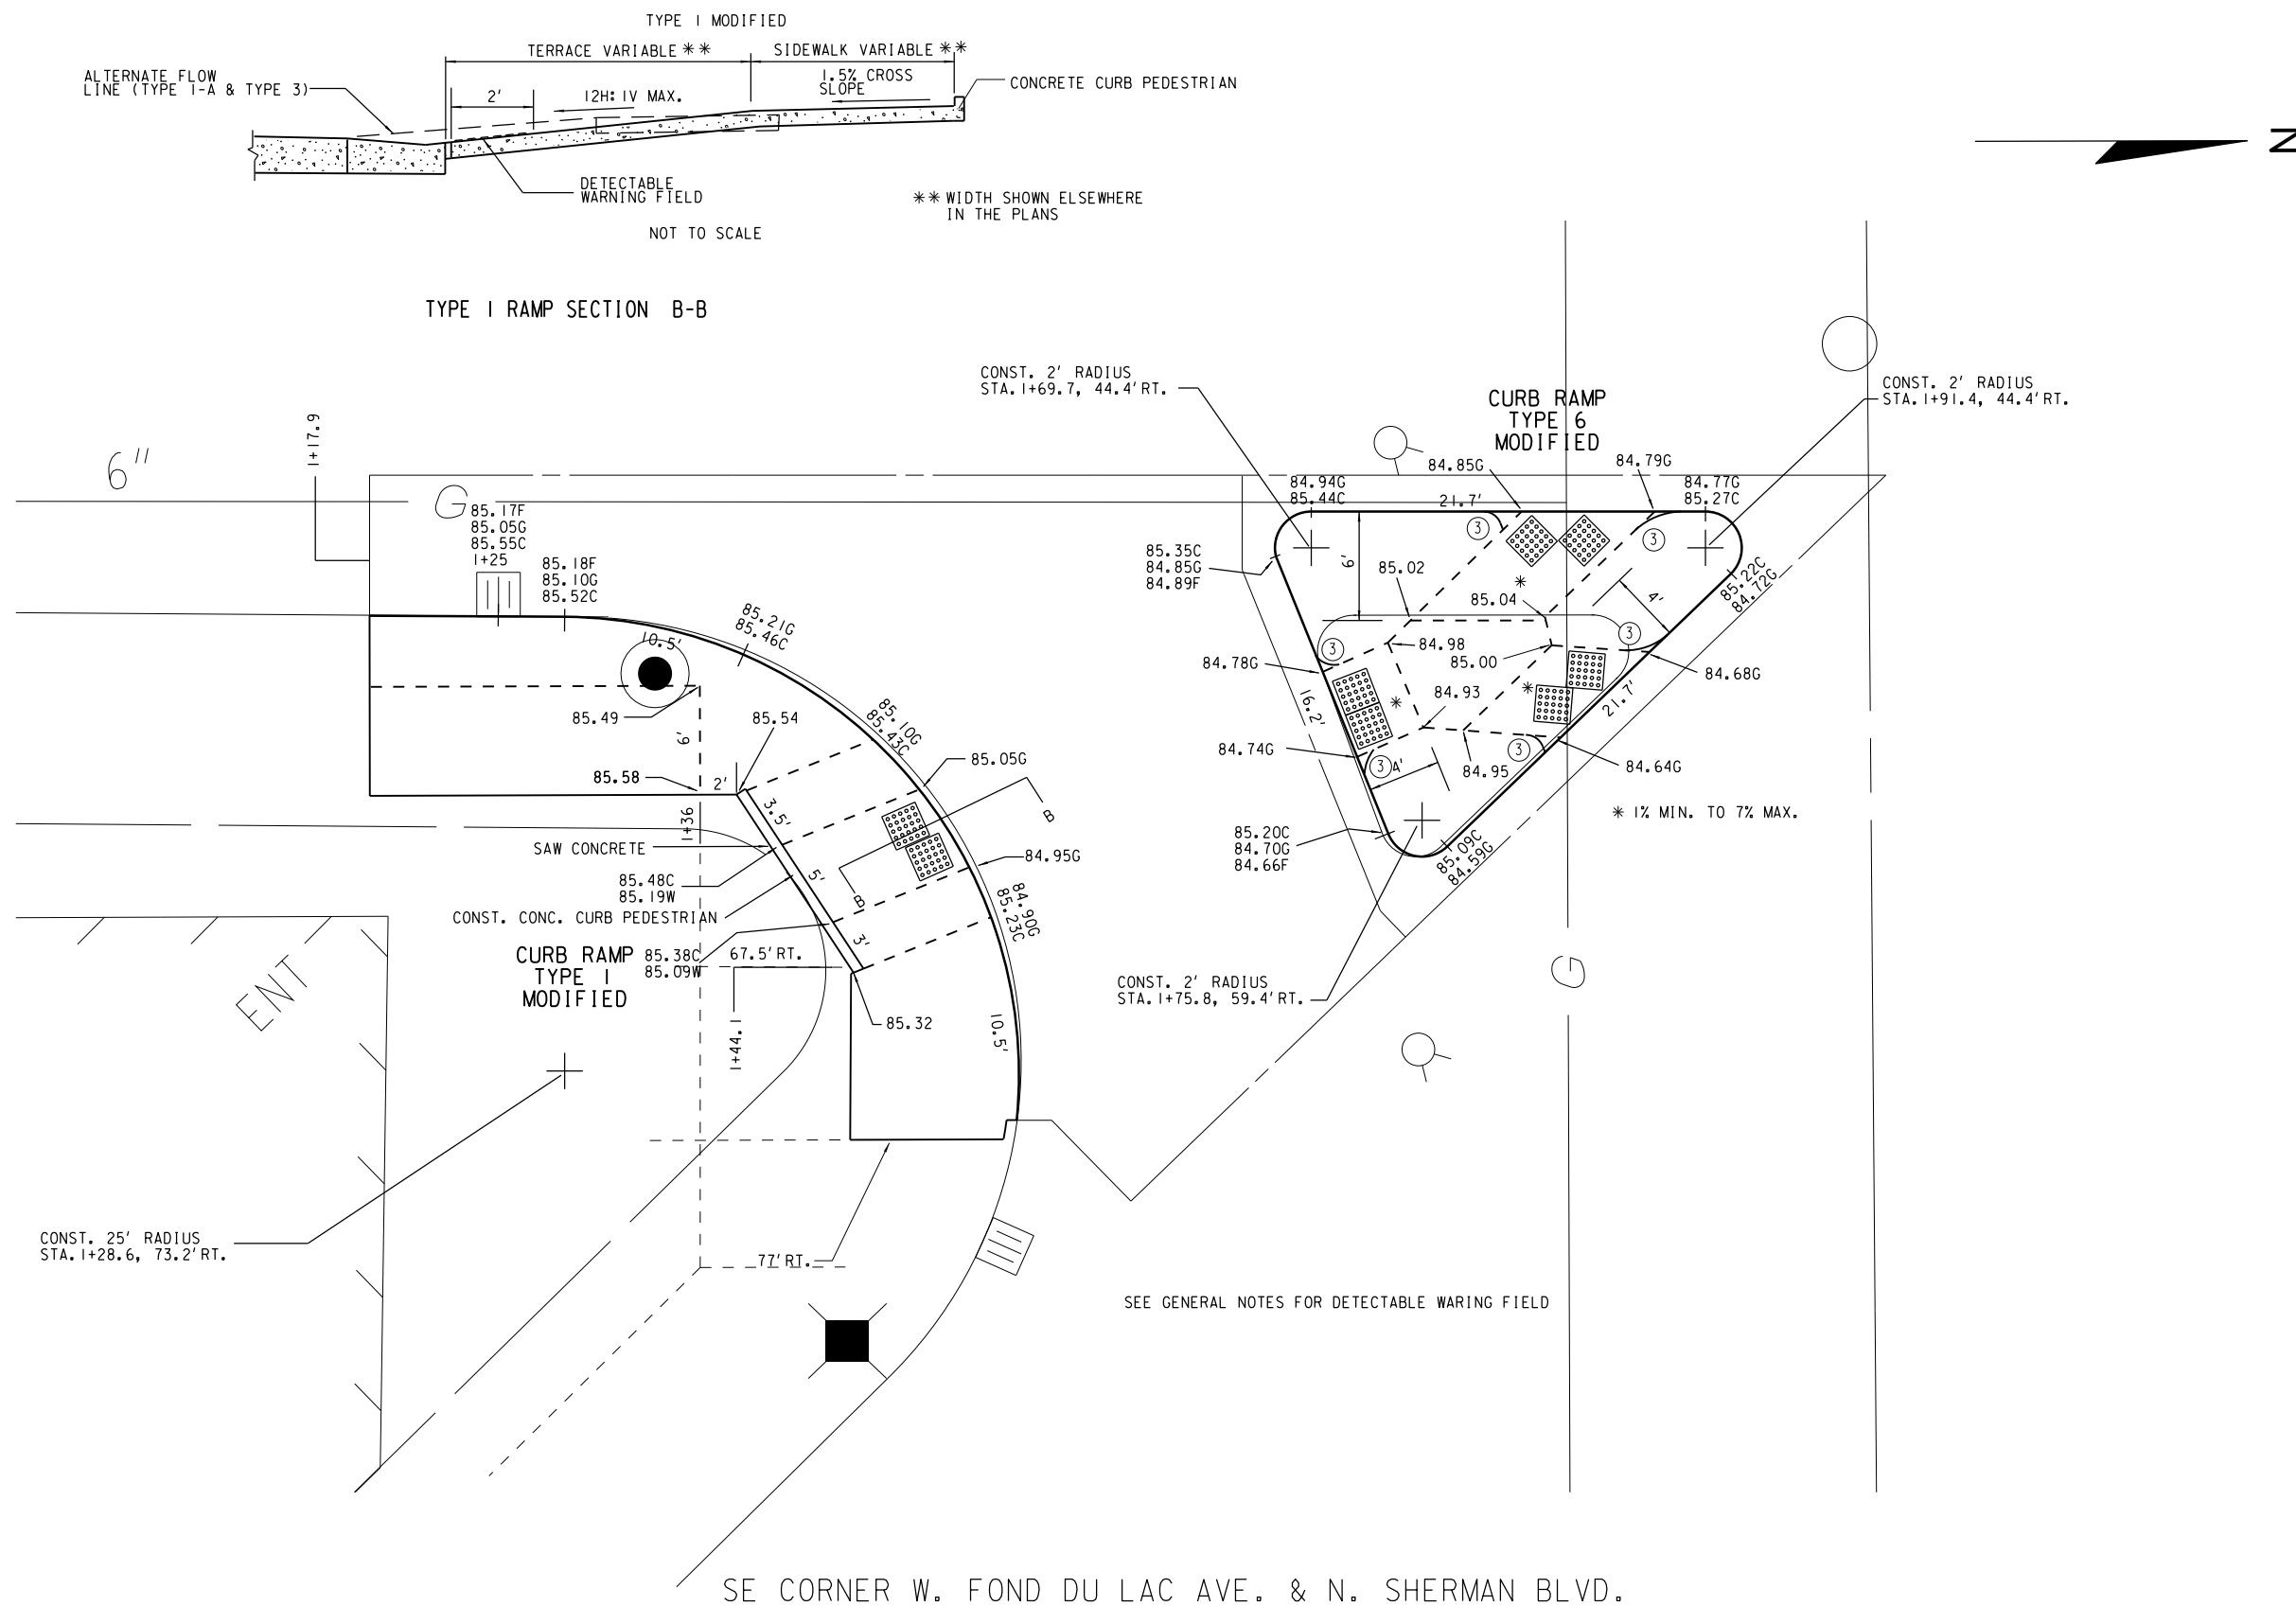 TYPE 1 MODIFIED
TERRACE VARIABLE **
SIDEWALK VARIABLE **
ALTERNATE FLOW
LINE (TYPE 1-A & TYPE 3)
2'
12H:1V MAX.
1.5% CROSS
SLOPE
CONCRETE CURB PEDESTRIAN
N
DETECTABLE
WARNING FIELD
** WIDTH SHOWN ELSEWHERE
IN THE PLANS
NOT TO SCALE
TYPE 1 RAMP SECTION B-B
CONST. 2' RADIUS
STA.1+69.7, 44.4'RT.
CONST. 2' RADIUS
STA.1+91.4, 44.4'RT.
CURB RAMP
TYPE 6
MODIFIED
1+17.9
6"
G
84.85G
84.79G
84.94G
85.44C
21.7'
84.77G
85.27C
85.17F
85.05G
85.55C
1+25
3
3
85.18F
85.10G
85.52C
85.35C
84.85G
84.89F
6'
85.02
*
85.04
4'
85.22C
84.72G
85.21G
85.46C
10.5'
3
3
84.98
85.00
84.78G
84.68G
84.93
*
*
16.2'
21.7'
85.49
85.54
6'
85.10G
85.43C
84.74G
3
3
4'
84.95
84.64G
85.05G
85.58
2'
3.5'
1+36
B
* 1% MIN. TO 7% MAX.
SAW CONCRETE
85.20C
84.70G
84.66F
85.09C
84.59G
84.95G
85.48C
85.19W
5'
B
CONST. CONC. CURB PEDESTRIAN
84.90G
85.23C
3'
CURB RAMP
TYPE 1
MODIFIED
85.38C
85.09W
67.5'RT.
ENT
G
CONST. 2' RADIUS
STA.1+75.8, 59.4'RT.
85.32
10.5'
1+44.1
CONST. 25' RADIUS
STA.1+28.6, 73.2'RT.
77'RT.
SEE GENERAL NOTES FOR DETECTABLE WARING FIELD
SE CORNER W. FOND DU LAC AVE. & N. SHERMAN BLVD.